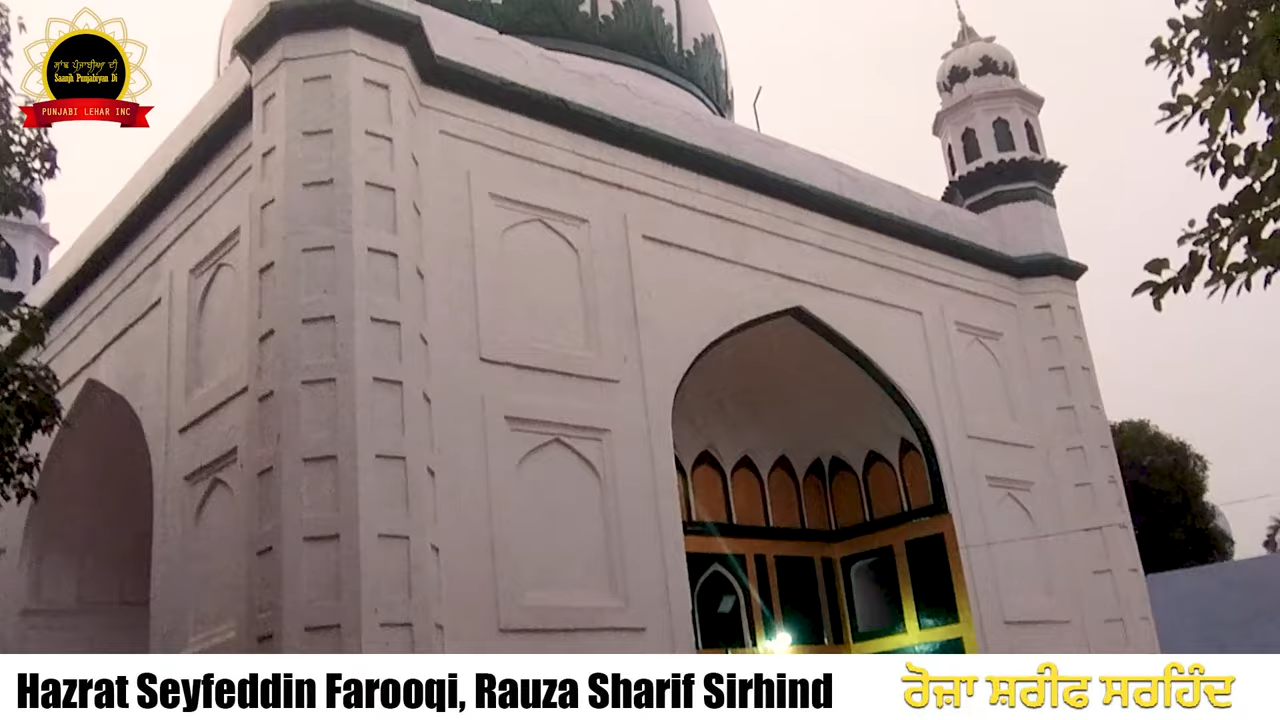 ਸਾਂਝ ਪੰਜਾਬੀਆਂ ਦੀ
Saanjh Punjabiyan Di
PUNJABI LEHAR INC
Hazrat Seyfeddin Farooqi, Rauza Sharif Sirhind
ਰੋਜ਼ਾ ਸ਼ਰੀਫ ਸਰਹਿੰਦ